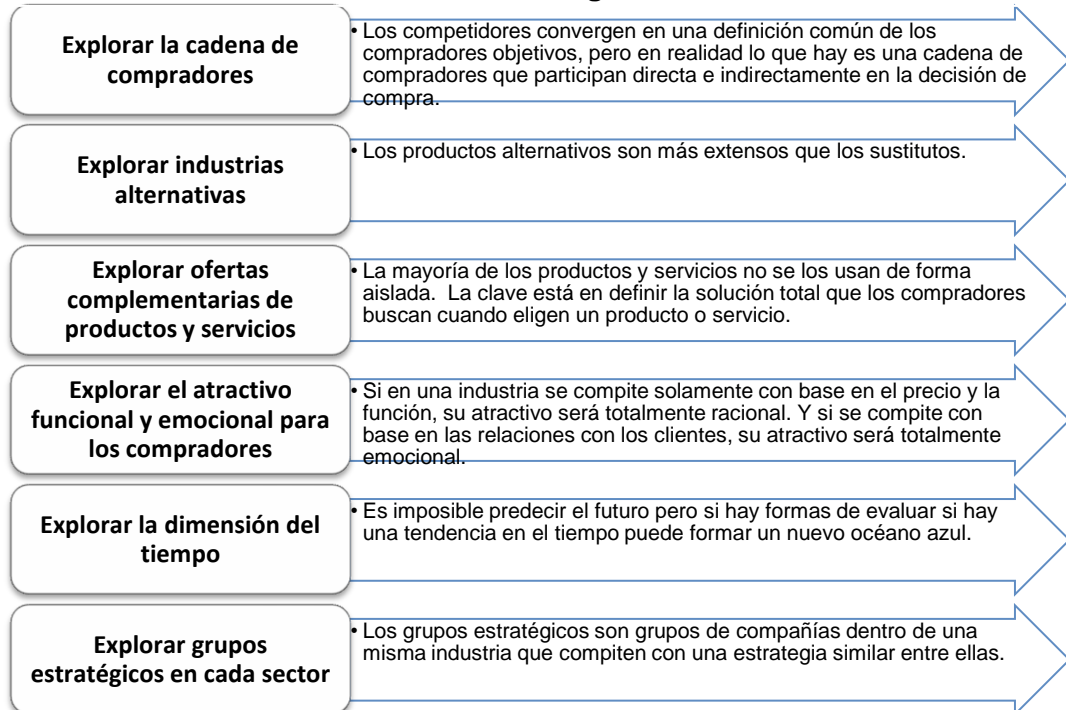 Explorar la cadena de
compradores
• Los competidores convergen en una definición común de los
compradores objetivos, pero en realidad lo que hay es una cadena de
compradores que participan directa e indirectamente en la decisión de
compra.
Explorar industrias
alternativas
• Los productos alternativos son más extensos que los sustitutos.
Explorar ofertas
complementarias de
productos y servicios
• La mayoría de los productos y servicios no se los usan de forma
aislada. La clave está en definir la solución total que los compradores
buscan cuando eligen un producto o servicio.
Explorar el atractivo
funcional y emocional para
los compradores
• Si en una industria se compite solamente con base en el precio y la
función, su atractivo será totalmente racional. Y si se compite con
base en las relaciones con los clientes, su atractivo será totalmente
emocional.
Explorar la dimensión del
tiempo
• Es imposible predecir el futuro pero si hay formas de evaluar si hay
una tendencia en el tiempo puede formar un nuevo océano azul.
Explorar grupos
estratégicos en cada sector
• Los grupos estratégicos son grupos de compañías dentro de una
misma industria que compiten con una estrategia similar entre ellas.